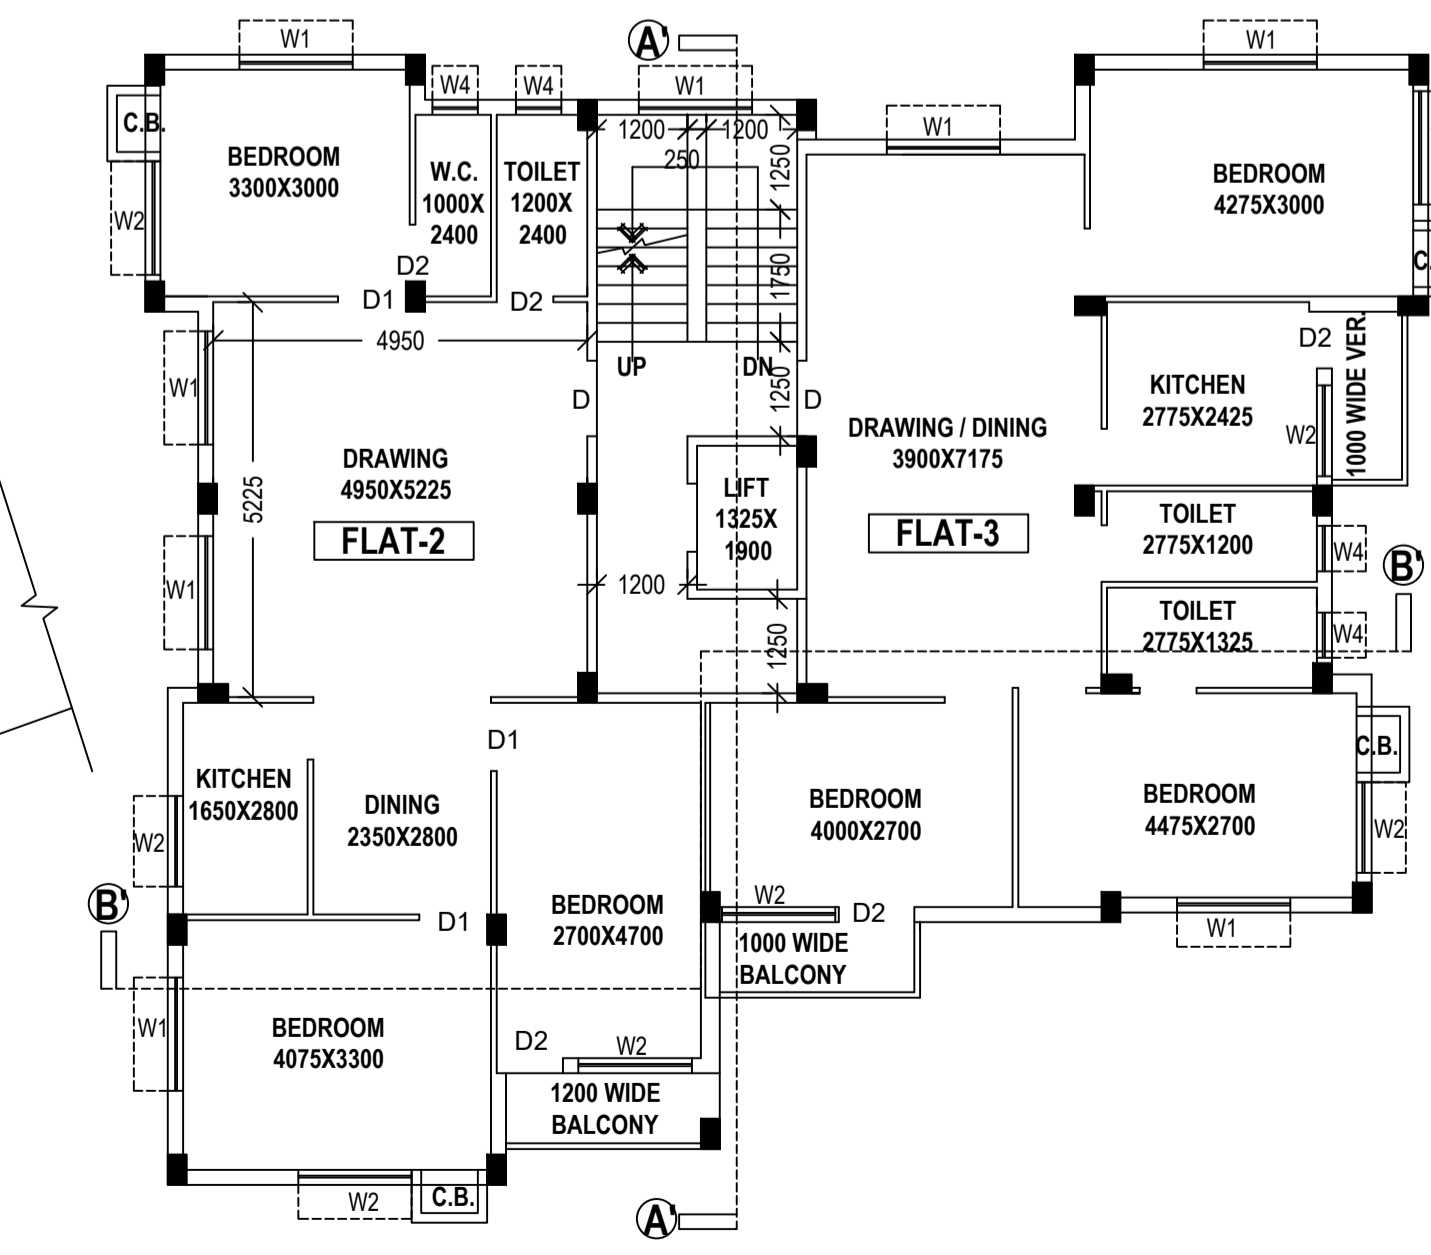 A'
W1
W1
W4
W4
W1
W1
C.B.
BEDROOM
3300X3000
W.C.
1000X
2400
TOILET
1200X
2400
1200
1200
250
1250
BEDROOM
4275X3000
W2
D2
D1
D2
1750
C.
4950
UP
DN
1250
W1
D
D
D2
KITCHEN
2775X2425
W2
1000 WIDE VER.
DRAWING
4950X5225
5225
FLAT-2
DRAWING / DINING
3900X7175
FLAT-3
LIFT
1325X
1900
TOILET
2775X1200
W4
B'
W1
1200
1250
TOILET
2775X1325
W4
D1
C.B.
KITCHEN
1650X2800
DINING
2350X2800
BEDROOM
4000X2700
BEDROOM
4475X2700
W2
W2
B'
D1
BEDROOM
2700X4700
W2
D2
1000 WIDE
BALCONY
W1
W1
BEDROOM
4075X3300
D2
W2
1200 WIDE
BALCONY
W2
C.B.
A'